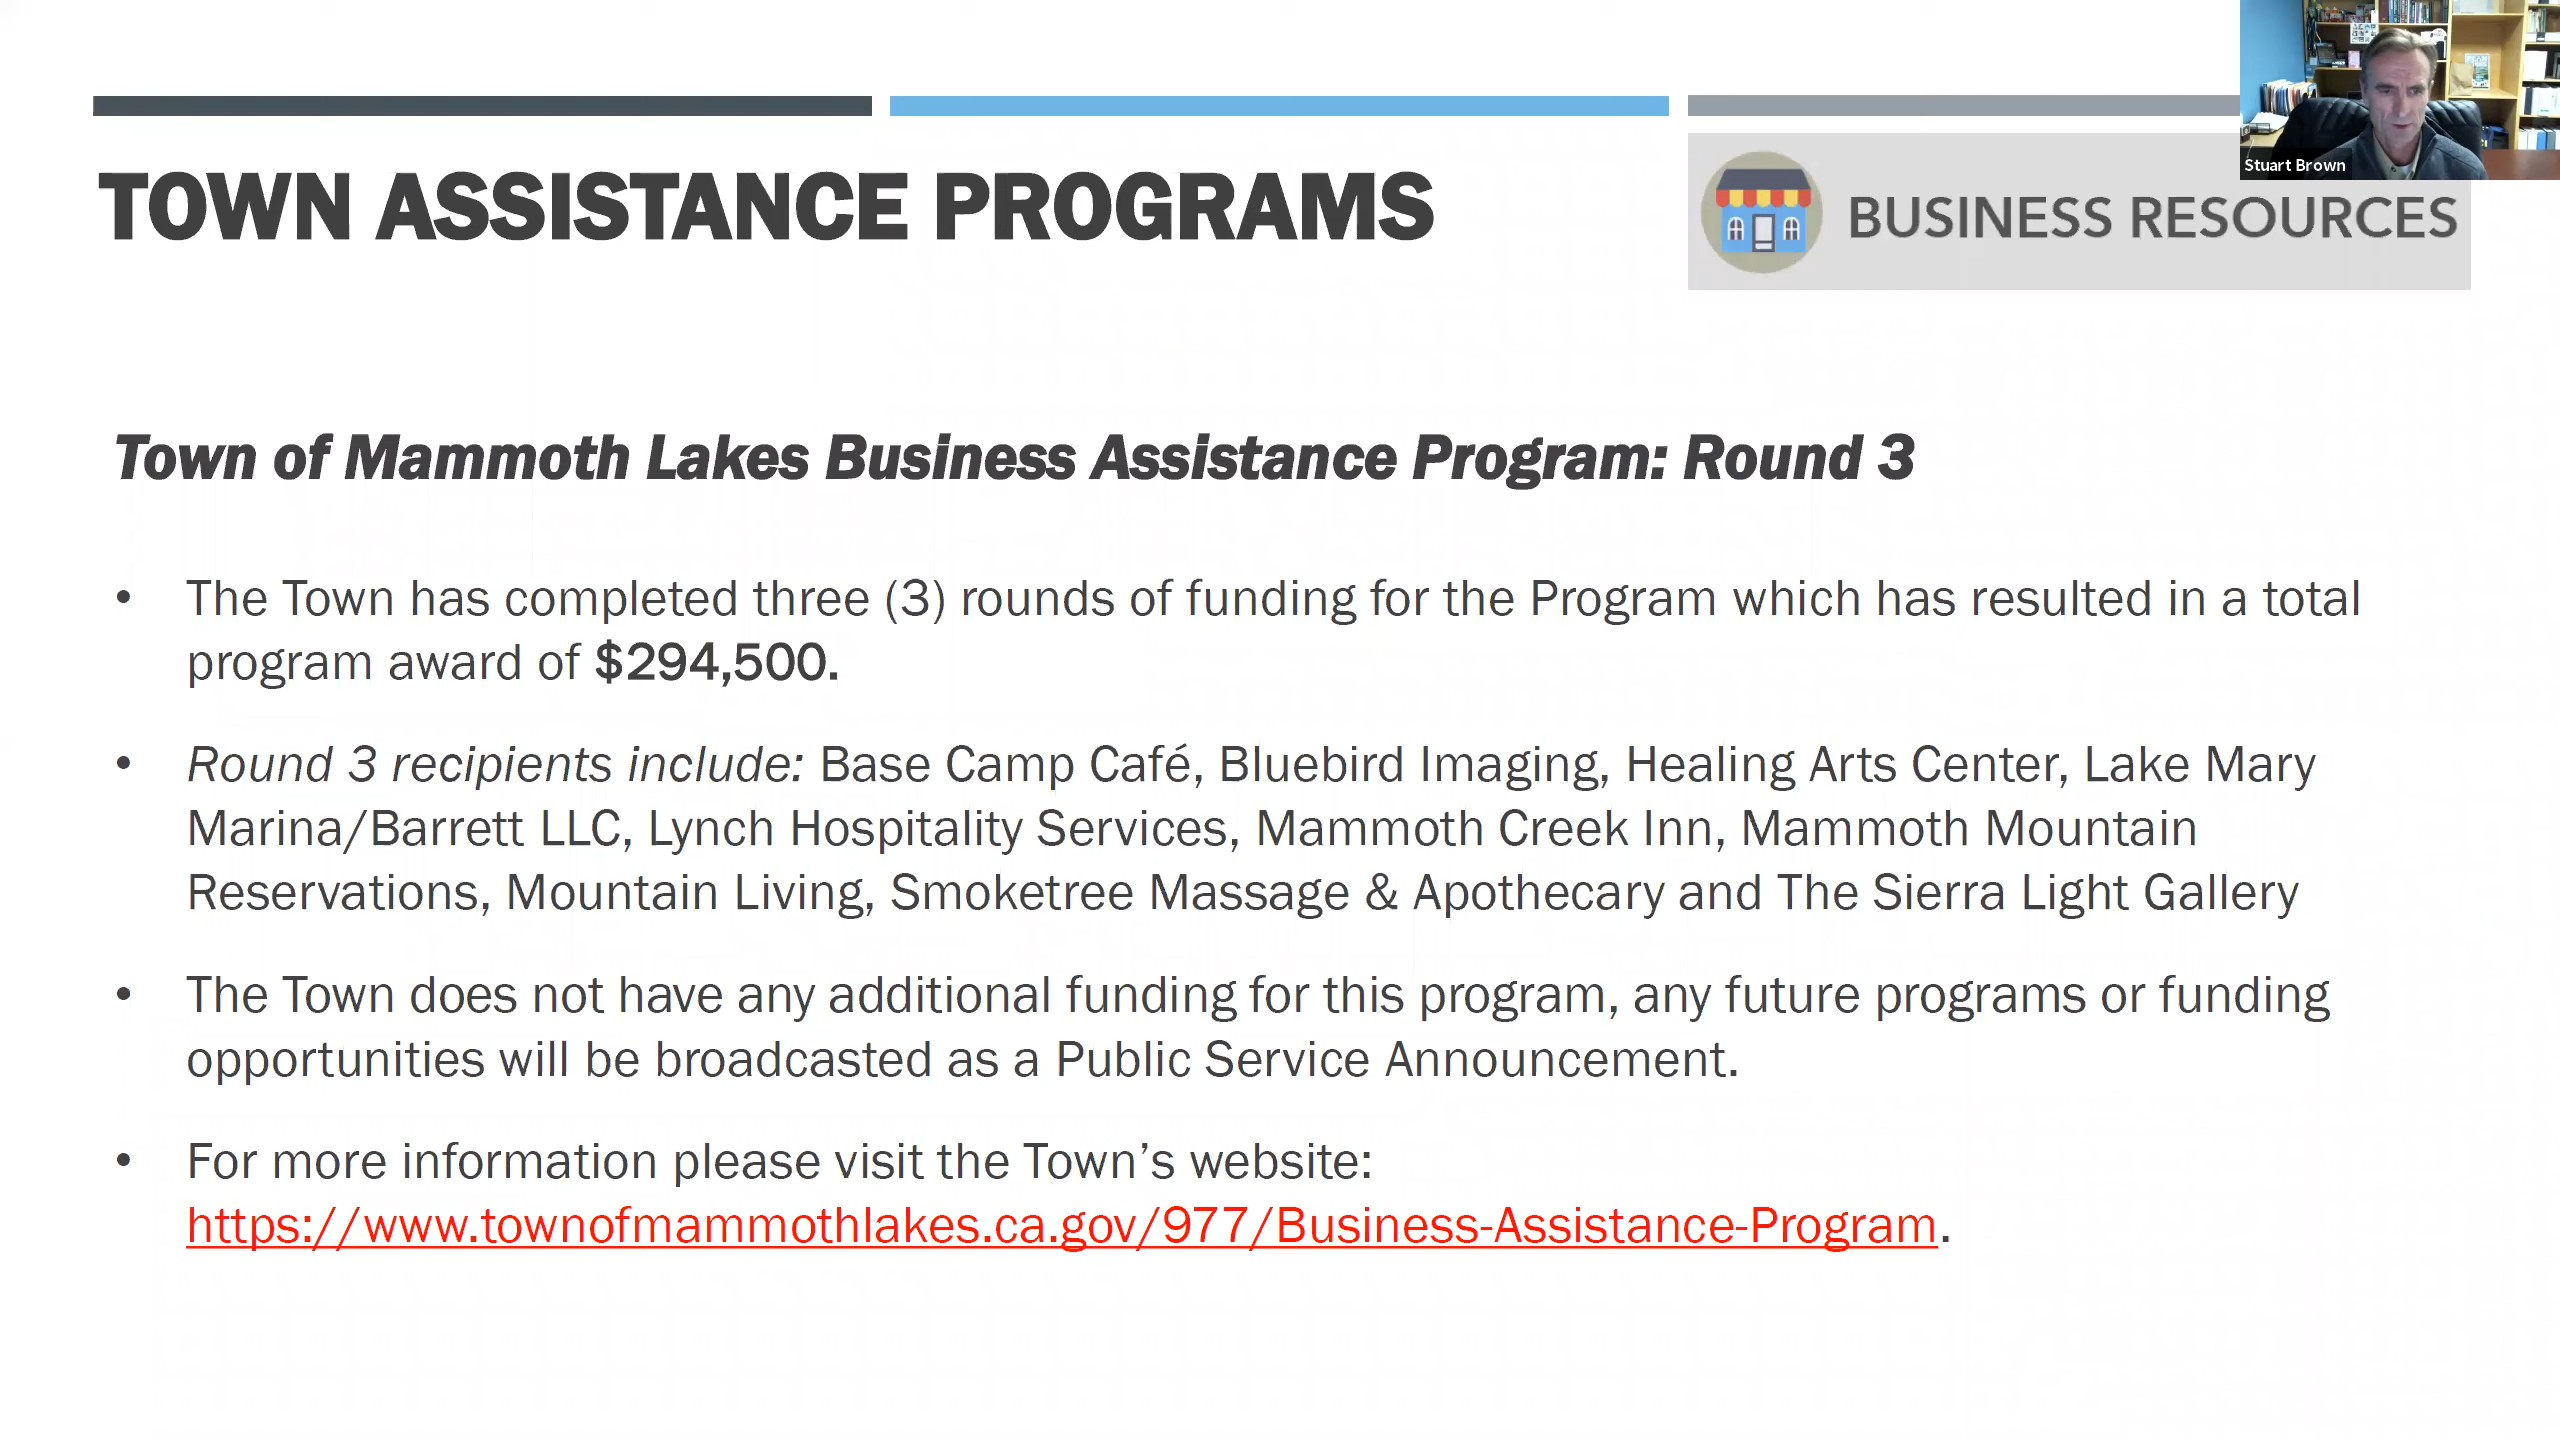 Stuart Brown
TOWN ASSISTANCE PROGRAMS
BUSINESS RESOURCES
Town of Mammoth Lakes Business Assistance Program: Round 3
• The Town has completed three (3) rounds of funding for the Program which has resulted in a total
program award of $294,500.
• Round 3 recipients include: Base Camp Café, Bluebird Imaging, Healing Arts Center, Lake Mary
Marina/Barrett LLC, Lynch Hospitality Services, Mammoth Creek Inn, Mammoth Mountain
Reservations, Mountain Living, Smoketree Massage & Apothecary and The Sierra Light Gallery
• The Town does not have any additional funding for this program, any future programs or funding
opportunities will be broadcasted as a Public Service Announcement.
• For more information please visit the Town’s website:
https://www.townofmammothlakes.ca.gov/977/Business-Assistance-Program.